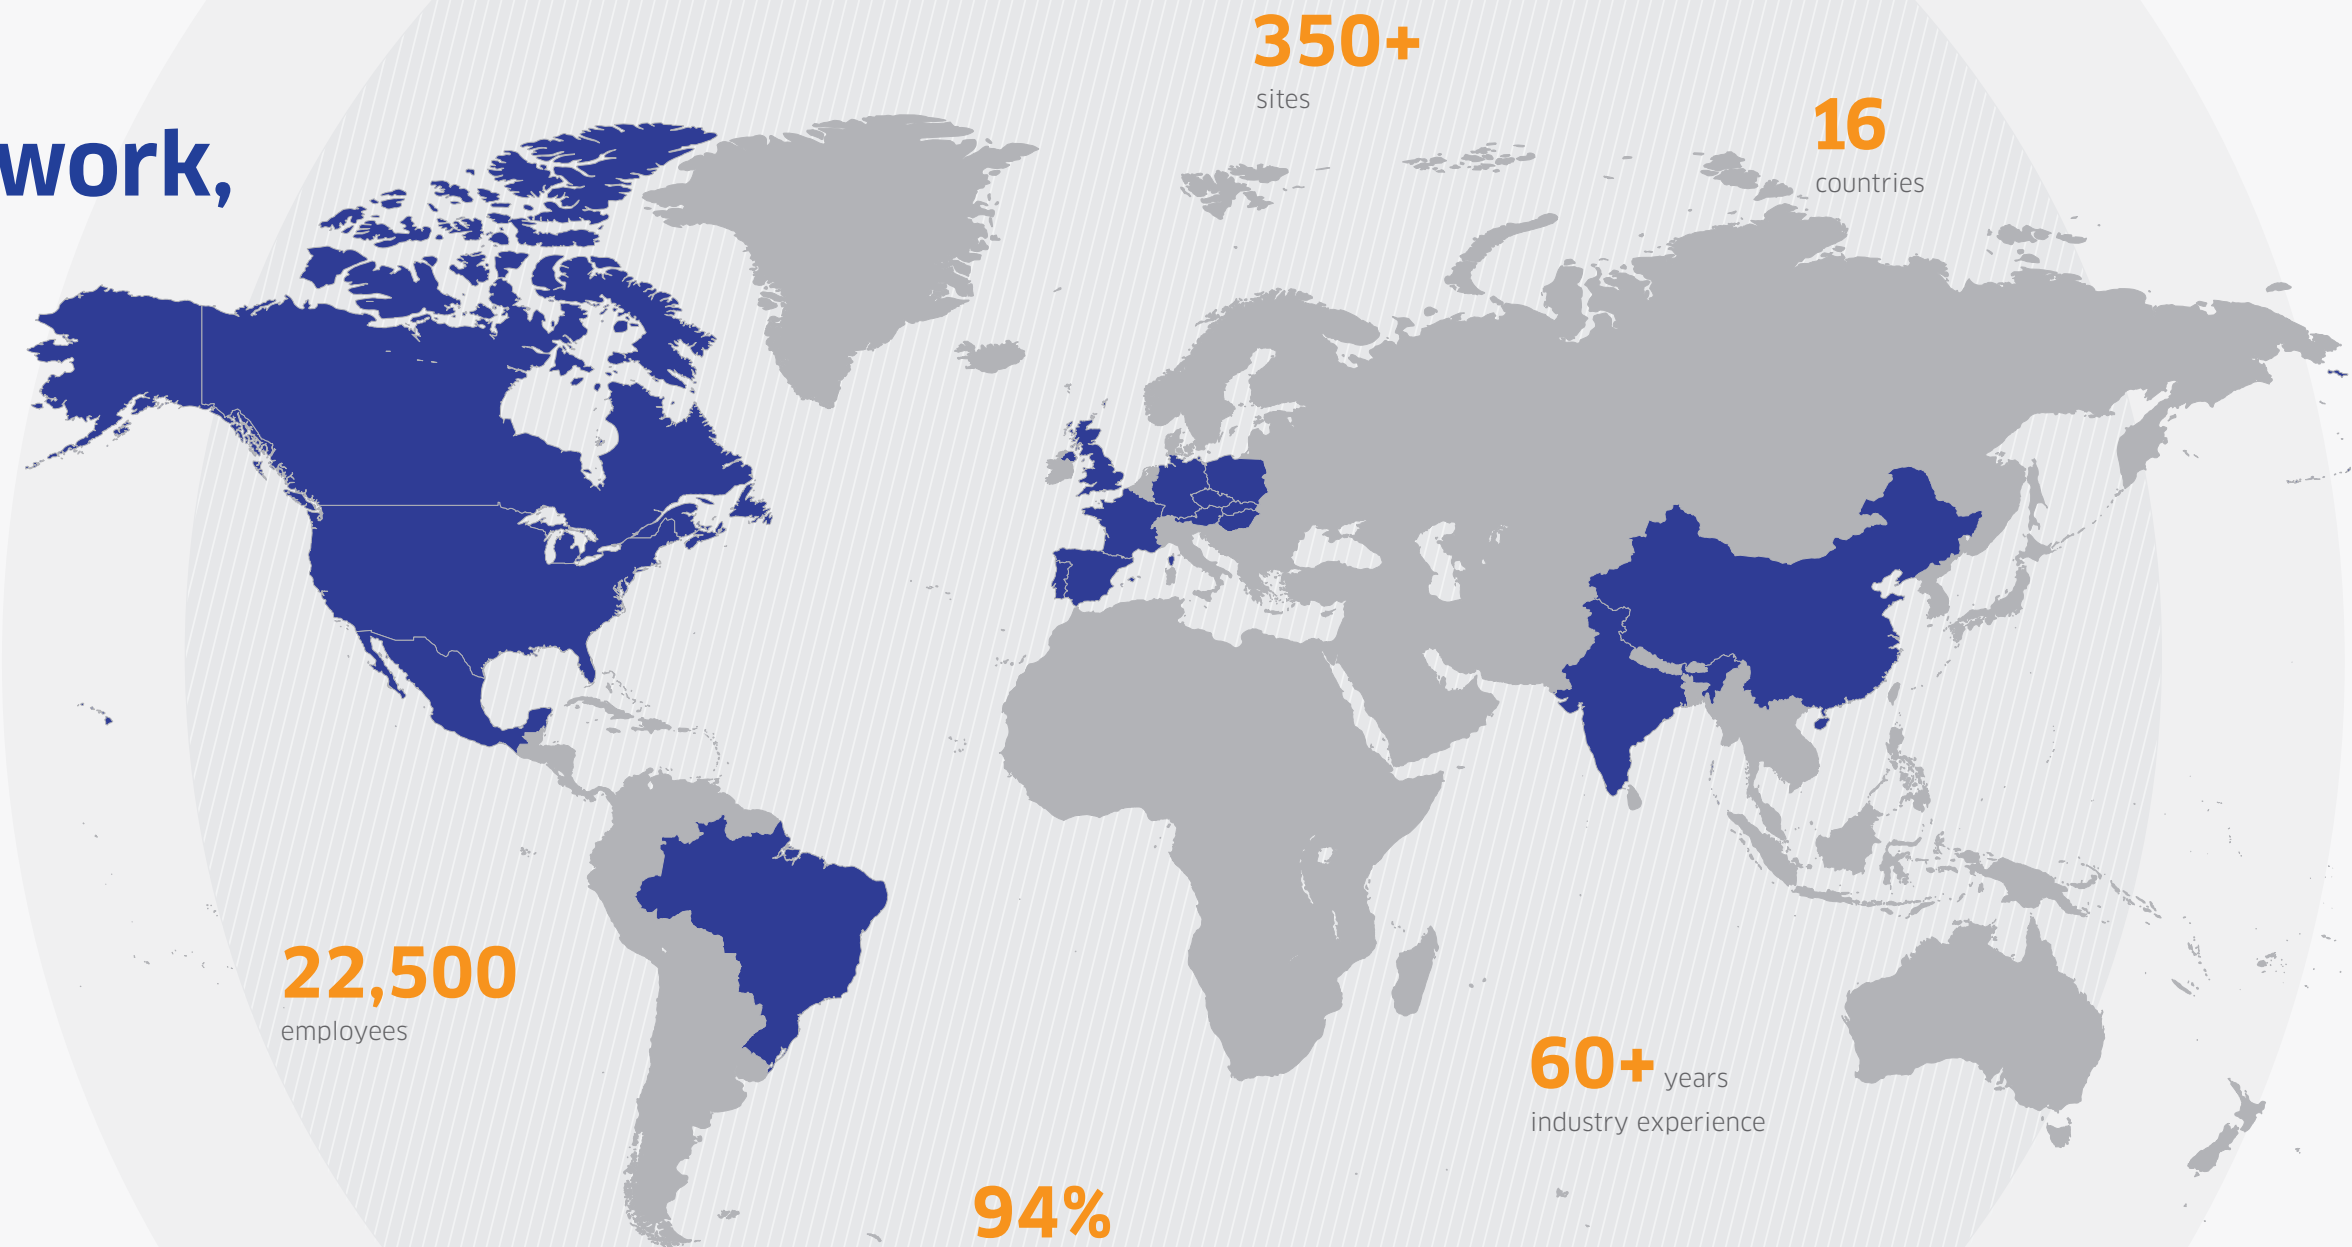 350+
sites
16
countries
work,
22,500
employees
60+ years
industry experience
94%